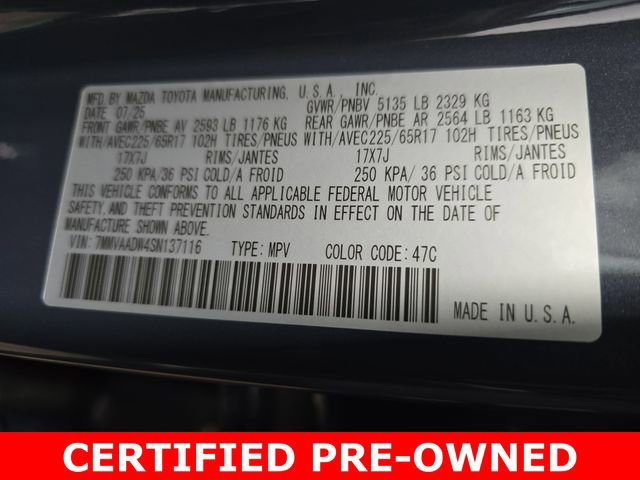 MFD.BY MAZDA TOYOTA MANUFACTURING, U.S.A., INC.
DATE 07/25 GVWR/PNBV 5135 LB 2329 KG
FRONT GAWR/PNBE AV 2593 LB 1176 KG REAR GAWR/PNBE AR 2564 LB 1163 KG
WITH/AVEC225/65R17 102H TIRES/PNEUS WITH/AVEC225/65R17 102H TIRES/PNEUS
17X7J RIMS/JANTES 17X7J RIMS/JANTES
250 KPA/36 PSI COLD/A FROID 250 KPA/ 36 PSI COLD/A FROID
THIS VEHICLE CONFORMS TO ALL APPLICABLE FEDERAL MOTOR VEHICLE
SAFETY, AND THEFT PREVENTION STANDARDS IN EFFECT ON THE DATE OF
MANUFACTURE SHOWN ABOVE.
VIN: 7MMVAADW4SN137116 TYPE: MPV COLOR CODE: 47C
MADE IN U.S.A.
CERTIFIED PRE-OWNED